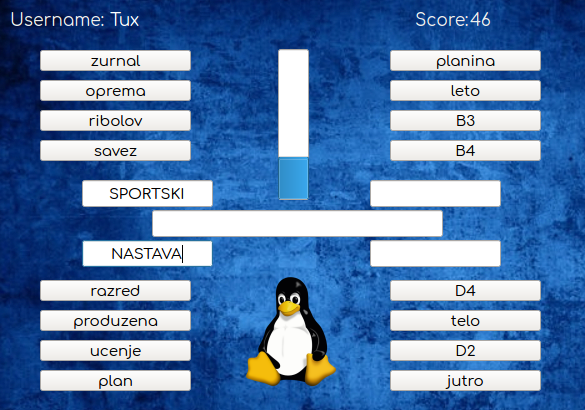 Username: Tux Score:46
zurnal planina
oprema leto
ribolov B3
savez B4
SPORTSKI
NASTAVA
razred D4
produzena telo
ucenje D2
plan jutro